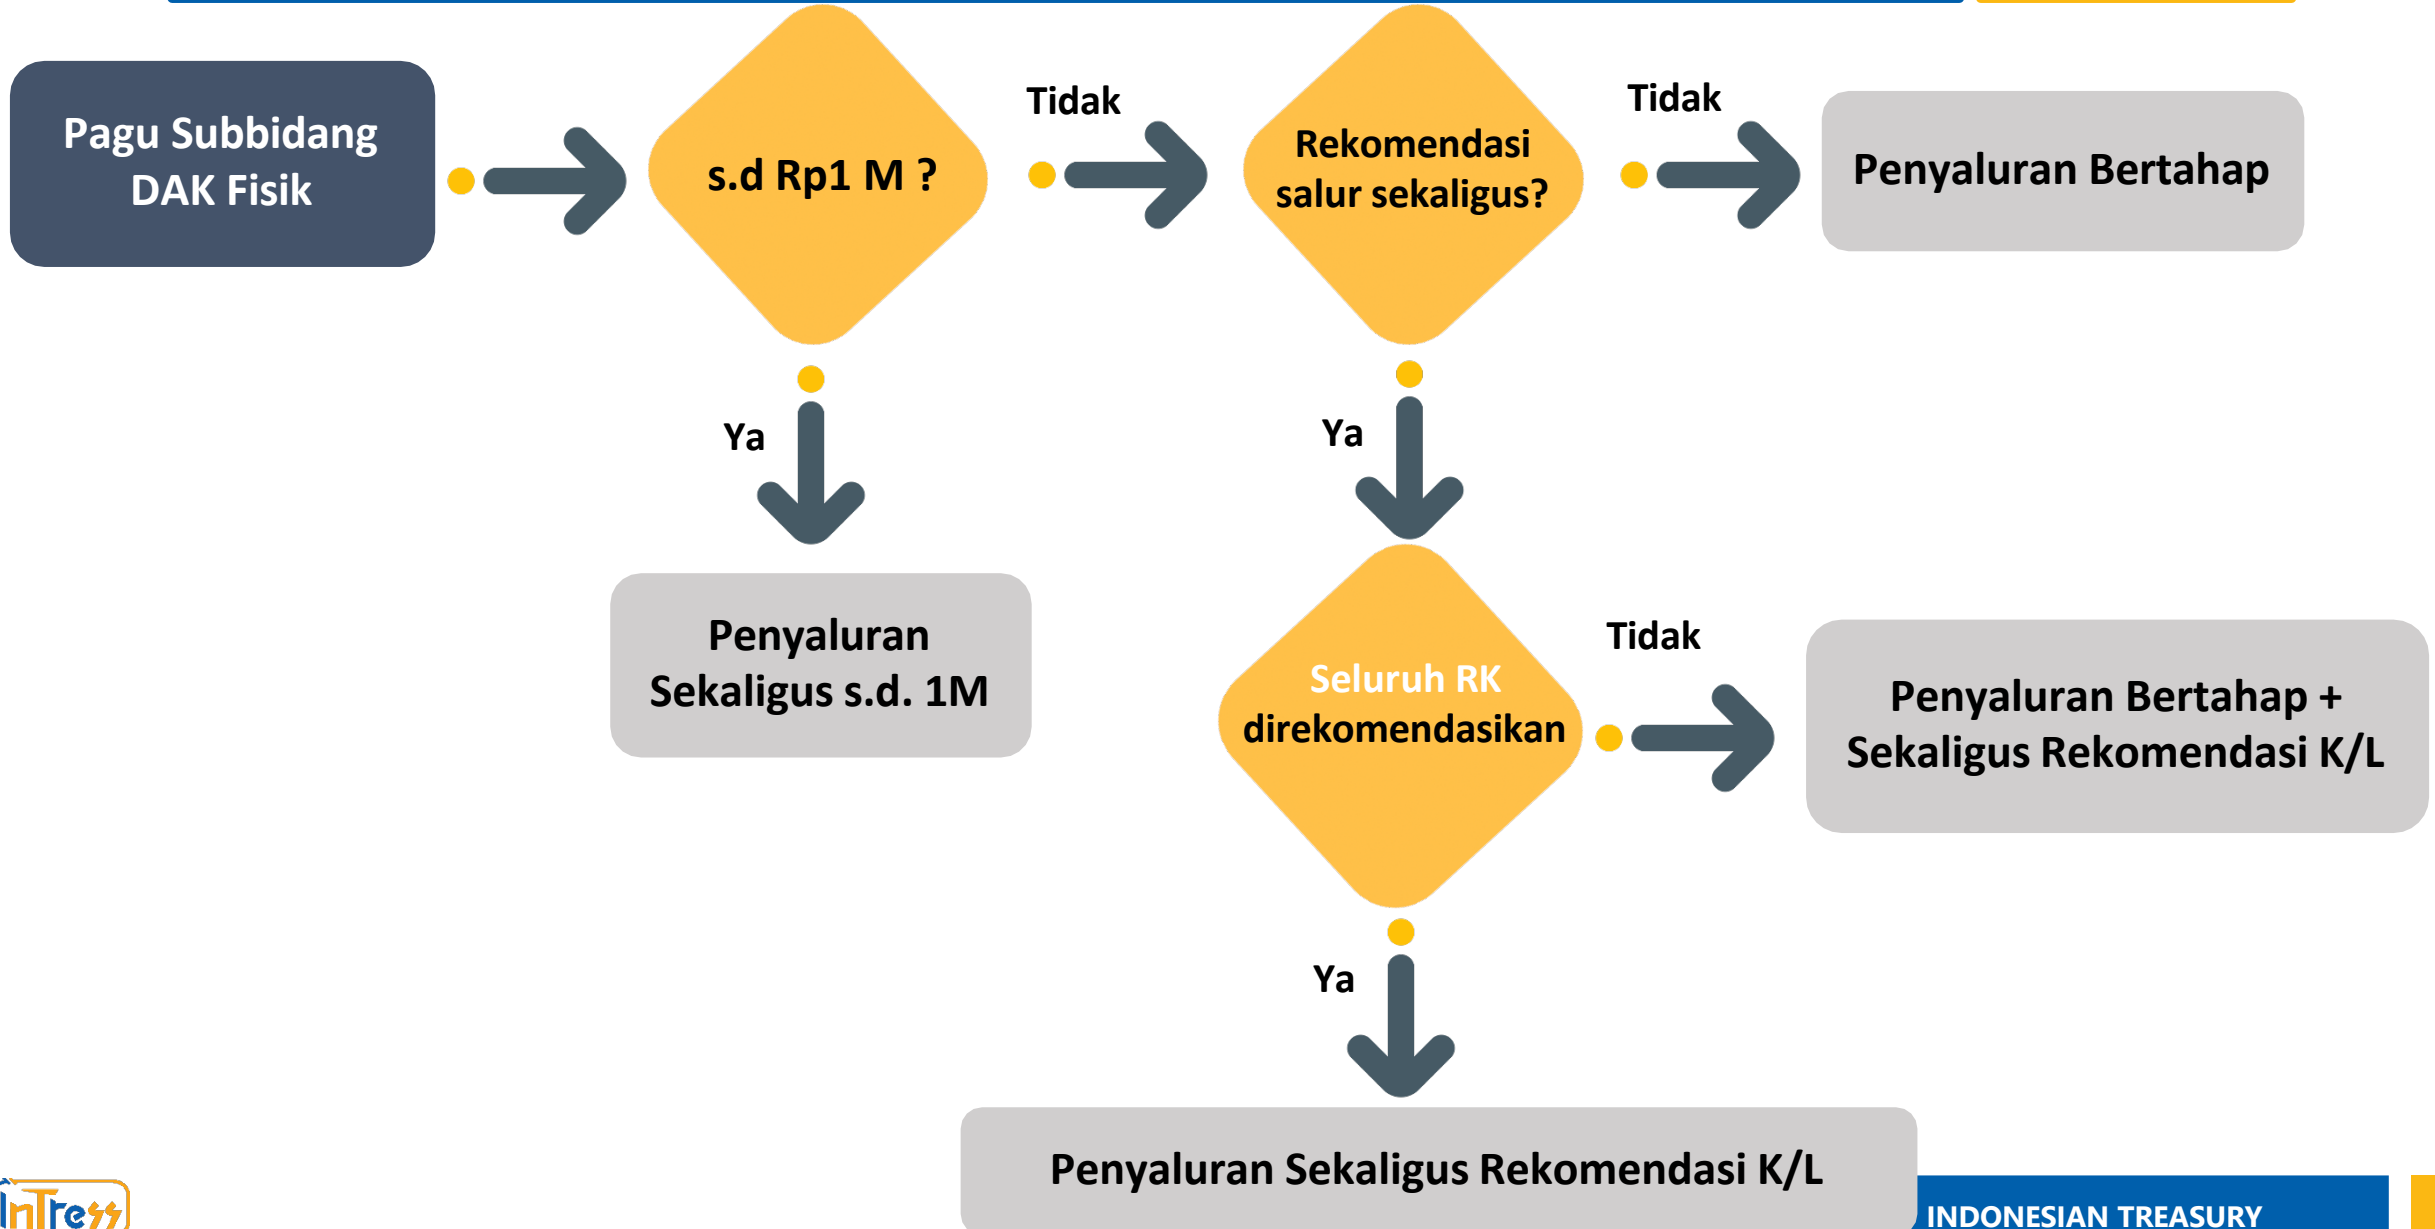 Pagu Subbidang
DAK Fisik
s.d Rp1 M ?
Tidak
Rekomendasi
salur sekaligus?
Tidak
Penyaluran Bertahap
Ya
Ya
Penyaluran
Sekaligus s.d. 1M
Seluruh RK
direkomendasikan
Tidak
Penyaluran Bertahap +
Sekaligus Rekomendasi K/L
Ya
Penyaluran Sekaligus Rekomendasi K/L
InTress
INDONESIAN TREASURY